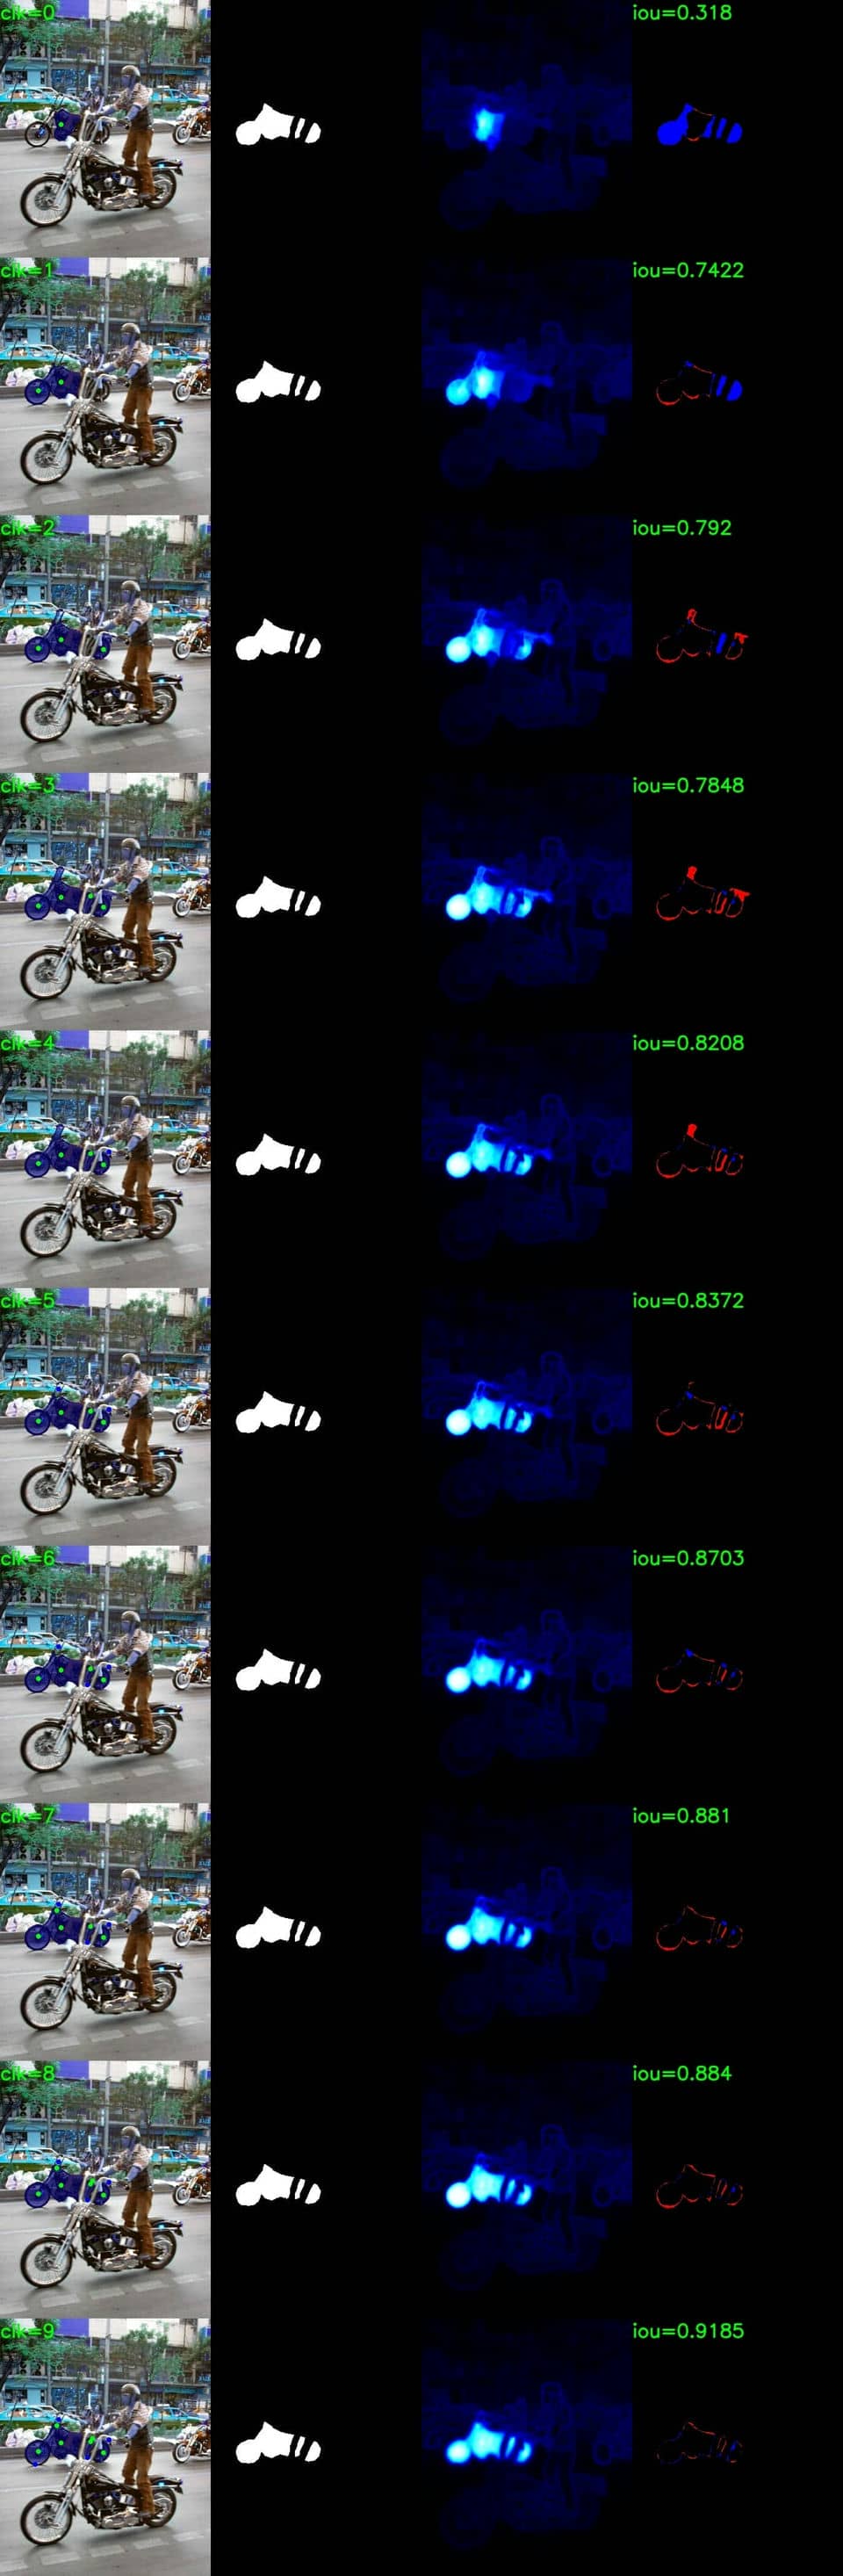 clk=0 iou=0.318
clk=1 iou=0.7422
clk=2 iou=0.792
clk=3 iou=0.7848
clk=4 iou=0.8208
clk=5 iou=0.8372
clk=6 iou=0.8703
clk=7 iou=0.881
clk=8 iou=0.884
clk=9 iou=0.9185